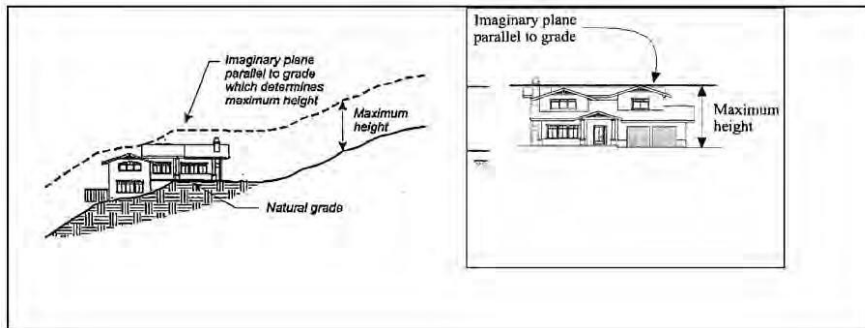 Imaginary plane
parallel to grade
which determines
maximum height
Maximum
height
Natural grade
Imaginary plane
parallel to grade
Maximum
height